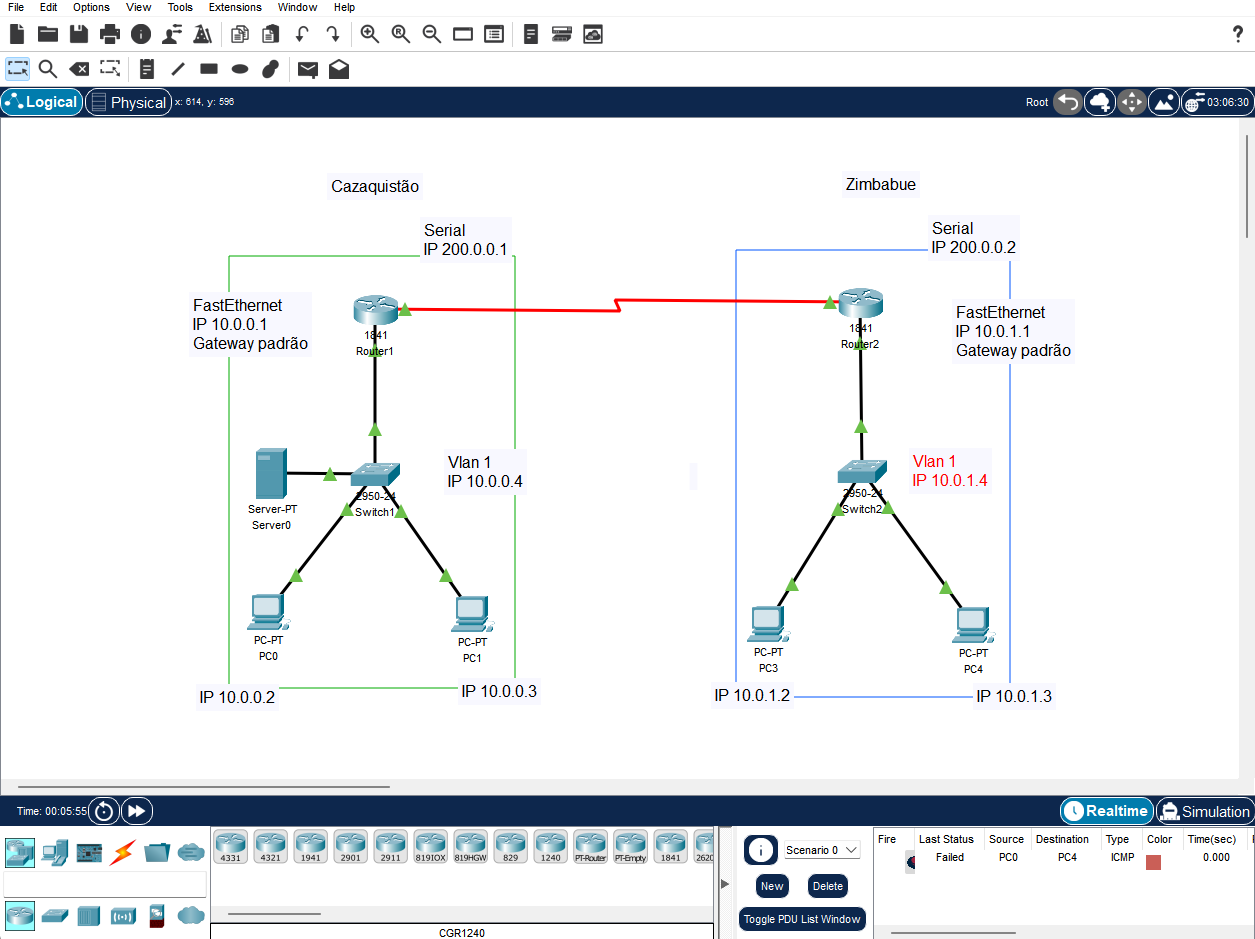 File Edit Options View Tools Extensions Window Help
?
Logical Physical x: 614, y: 596 Root 03:06:30
Cazaquistão
Zimbabue
Serial
IP 200.0.0.1
Serial
IP 200.0.0.2
FastEthernet
IP 10.0.0.1
Gateway padrão
1841
Router1
1841
Router2
FastEthernet
IP 10.0.1.1
Gateway padrão
Vlan 1
IP 10.0.0.4
Vlan 1
IP 10.0.1.4
2950-24
Switch1
2950-24
Switch2
Server-PT
Server0
PC-PT
PC0
PC-PT
PC1
PC-PT
PC3
PC-PT
PC4
IP 10.0.0.2
IP 10.0.0.3
IP 10.0.1.2
IP 10.0.1.3
Time: 00:05:55 Realtime Simulation
4331 4321 1941 2901 2911 819IOX 819HGW 829 1240 PT-Router PT-Empty 1841 2620
CGR1240
Scenario 0
New Delete
Toggle PDU List Window
Fire Last Status Source Destination Type Color Time(sec)
Failed PC0 PC4 ICMP 0.000